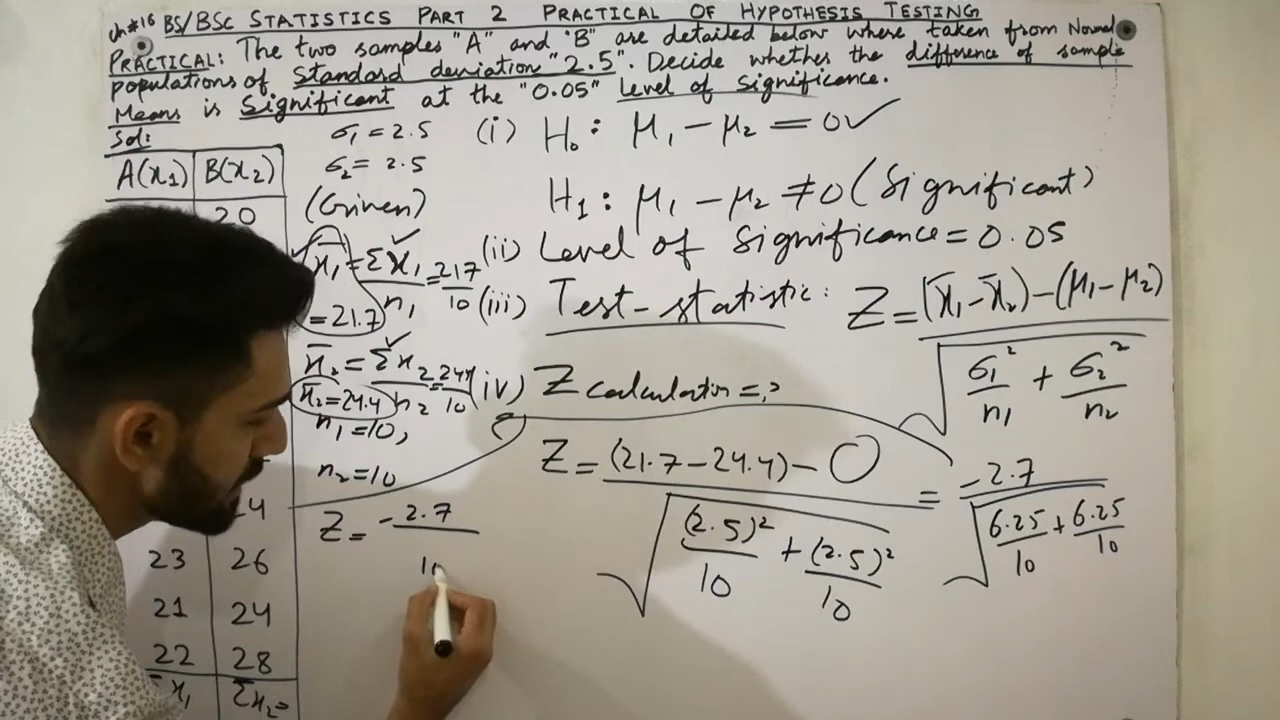 ch#16 BS/BSC STATISTICS PART 2 PRACTICAL OF HYPOTHESIS TESTING
PRACTICAL: The two samples "A" and "B" are detailed below where taken from Normal
populations of standard deviation "2.5". Decide whether the difference of sample
Means is Significant at the "0.05" Level of Significance.
Sol:
A(x₁) B(x₂)
20
24
23 26
21 24
22 28
Σx₁ Σx₂=
σ₁ = 2.5
σ₂ = 2.5
(Given)
x̄₁ = Σx₁/n₁ = 217/10
= 21.7
x̄₂ = Σx₂/n₂ = 244/10
x̄₂ = 24.4
n₁ = 10,
n₂ = 10
Z = -2.7
10
(i) H₀: μ₁ - μ₂ = 0 ✓
H₁: μ₁ - μ₂ ≠ 0 (Significant)
(ii) Level of Significance = 0.05
(iii) Test-statistic: Z = (x̄₁-x̄₂)-(μ₁-μ₂) / √(σ₁²/n₁ + σ₂²/n₂)
(iv) Z calculation = ?
Z = (21.7-24.4)-0 / √((2.5)²/10 + (2.5)²/10) = -2.7 / √(6.25/10 + 6.25/10)